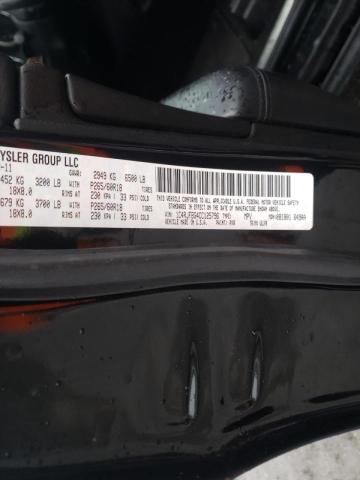 YSLER GROUP LLC
-11 GAWR: 2949 KG 6500 LB
452 KG 3200 LB P265/60R18 TIRES
18X8.0 RIMS AT 230 KPA ( 33 PSI COLD
679 KG 3700 LB P265/60R18 TIRES
18X8.0 RIMS AT 230 KPA ( 33 PSI COLD
THIS VEHICLE CONFORMS TO ALL APPLICABLE U.S.A. FEDERAL MOTOR VEHICLE SAFETY
STANDARDS IN EFFECT ON THE DATE OF MANUFACTURE SHOWN ABOVE.
VEHICLE MADE IN U.S.A. PAINT: PXR
MPV